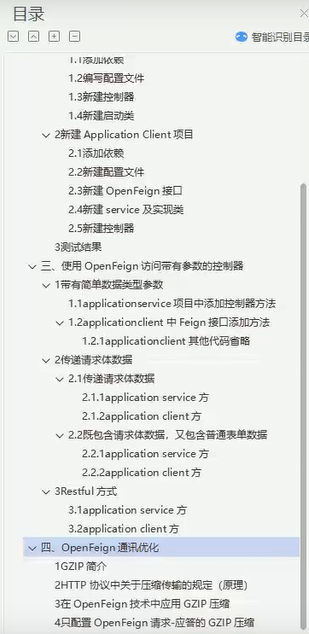 目录
智能识别目录
1.1添加依赖
1.2编写配置文件
1.3新建控制器
1.4新建启动类
2新建 Application Client 项目
2.1添加依赖
2.2新建配置文件
2.3新建 OpenFeign 接口
2.4新建 service 及实现类
2.5新建控制器
3测试结果
三、使用 OpenFeign 访问带有参数的控制器
1带有简单数据类型参数
1.1applicationservice 项目中添加控制器方法
1.2applicationclient 中 Feign 接口添加方法
1.2.1applicationclient 其他代码省略
2传递请求体数据
2.1传递请求体数据
2.1.1application service 方
2.1.2application client 方
2.2既包含请求体数据，又包含普通表单数据
2.2.1application service 方
2.2.2application client 方
3Restful 方式
3.1application service 方
3.2application client 方
四、OpenFeign 通讯优化
1GZIP 简介
2HTTP 协议中关于压缩传输的规定（原理）
3在 OpenFeign 技术中应用 GZIP 压缩
4只配置 OpenFeign 请求-应答的 GZIP 压缩